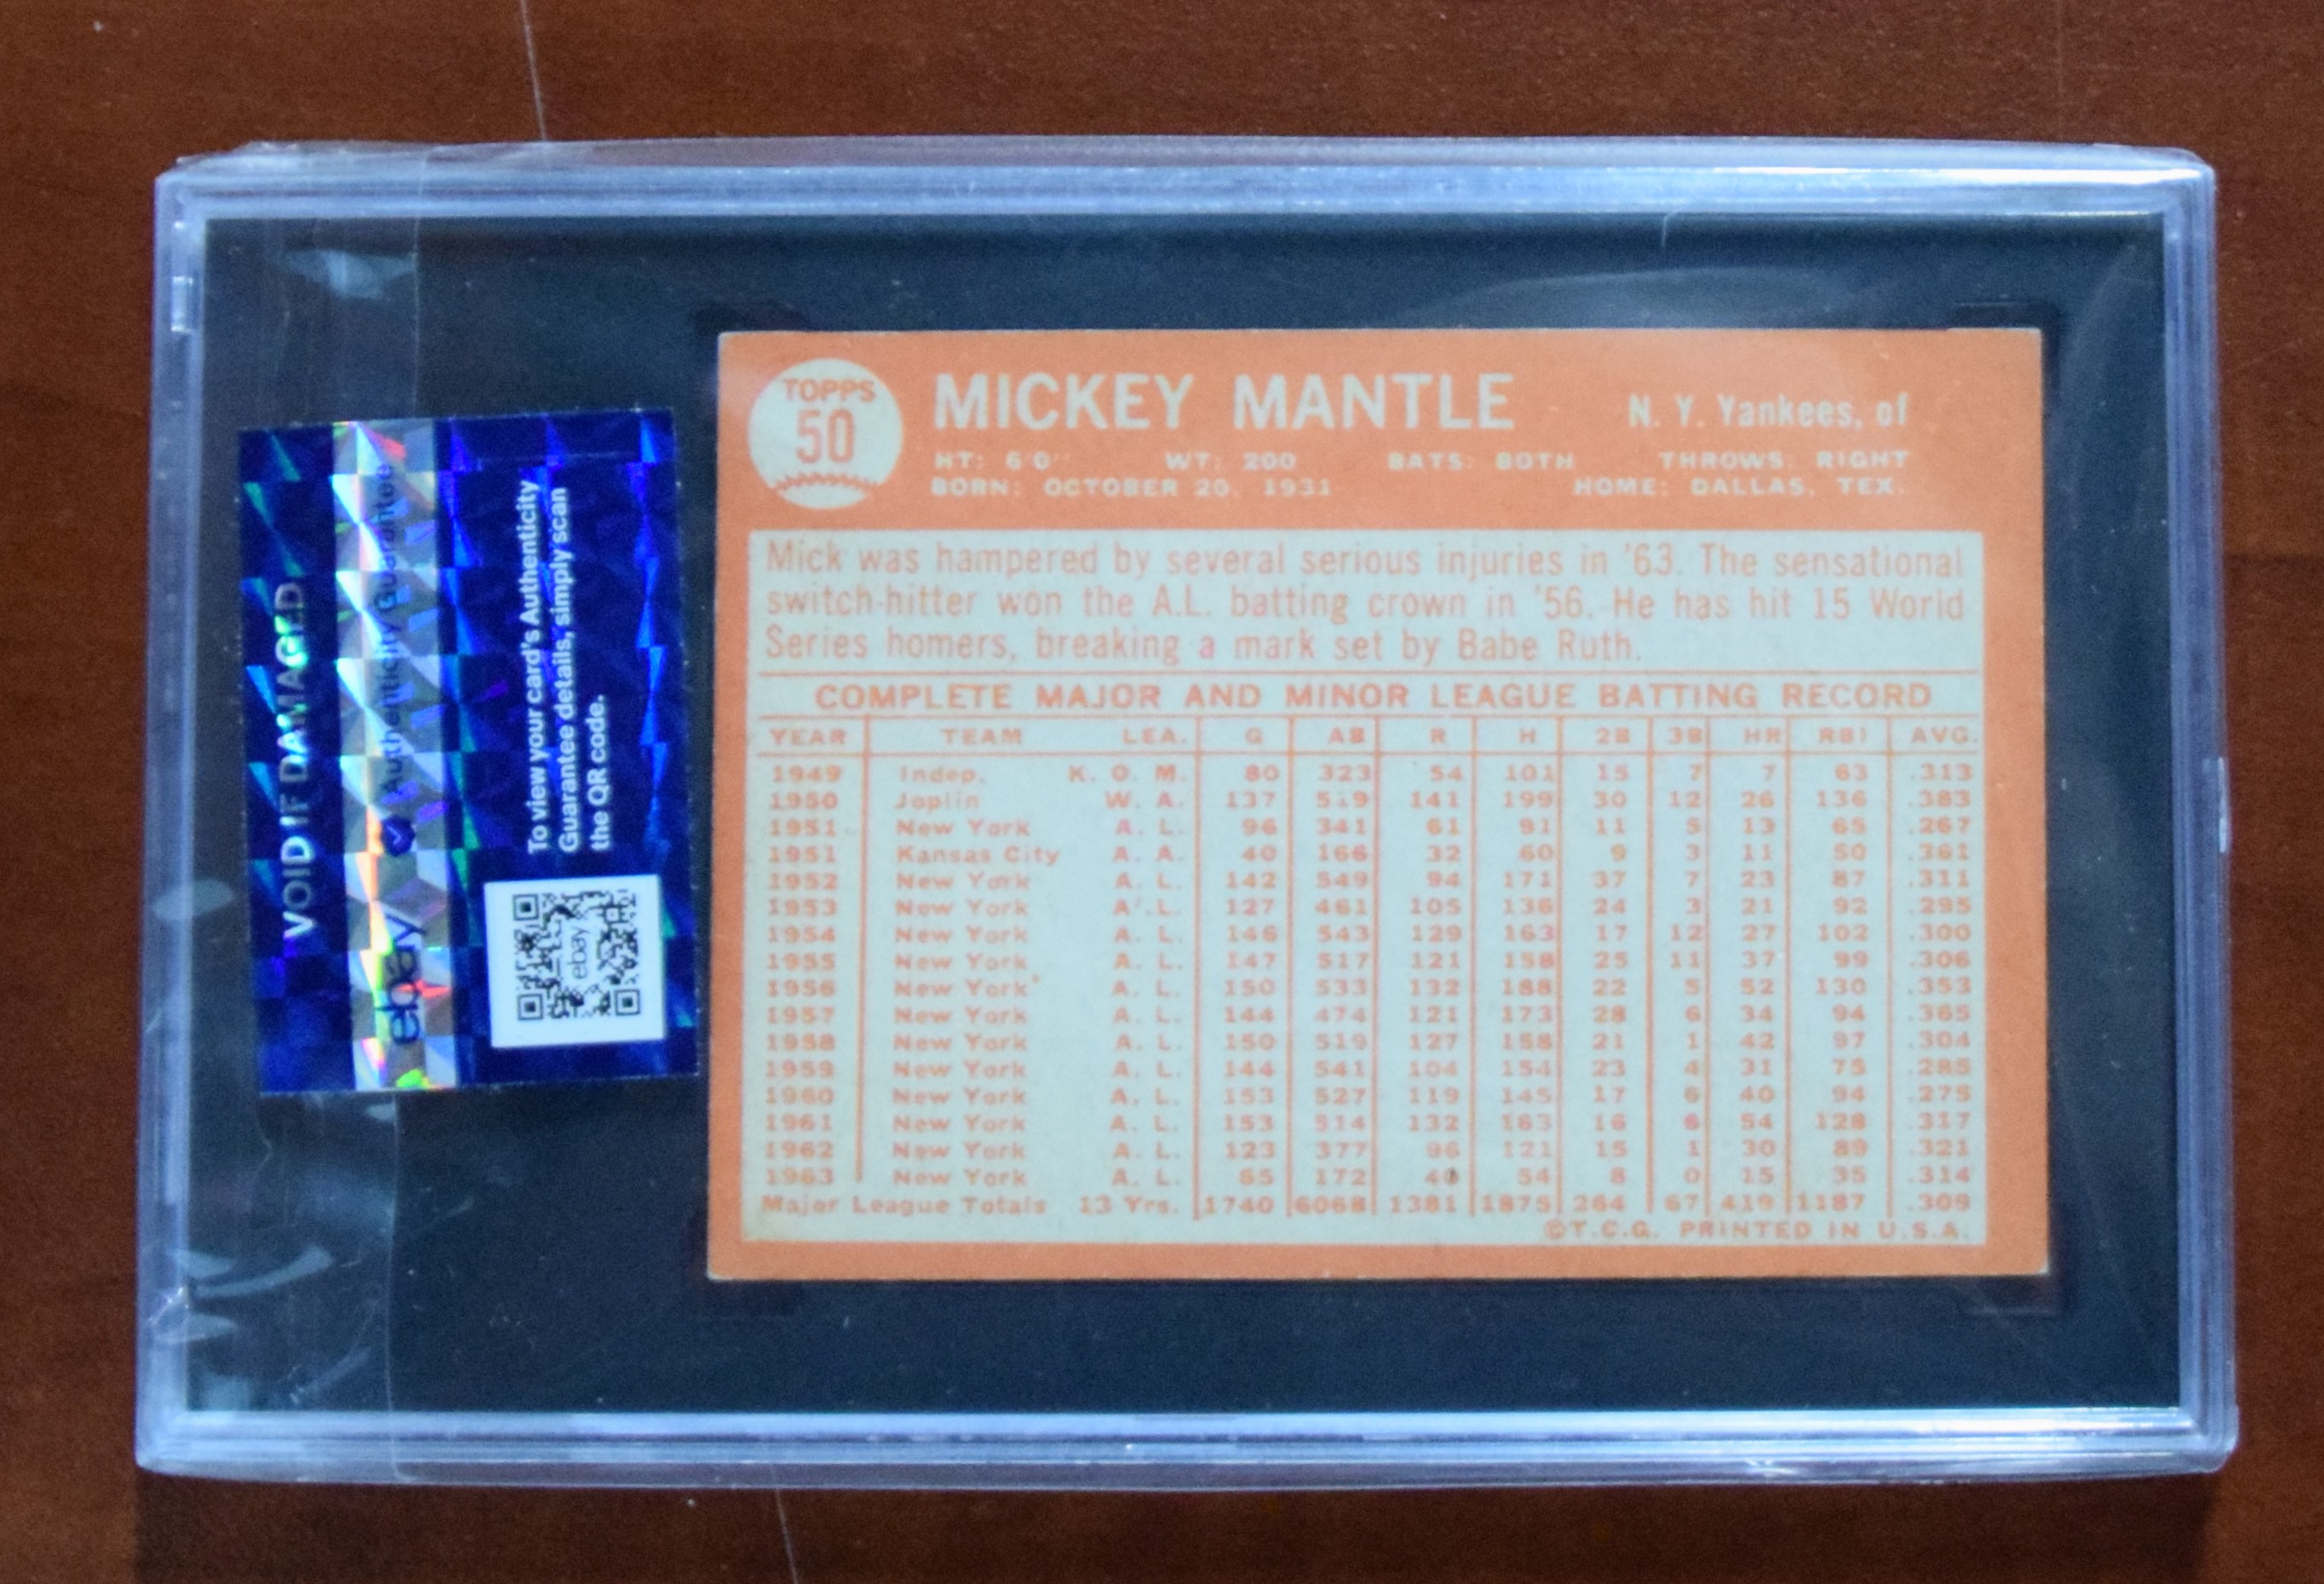 VOID IF DAMAGED
ebay Authenticity Guarantee
To view your card's Authenticity
Guarantee details, simply scan
the QR code.
ebay
TOPPS
50
MICKEY MANTLE N. Y. Yankees, of
HT: 6'0" WT: 200 BATS: BOTH THROWS: RIGHT
BORN: OCTOBER 20, 1931 HOME: DALLAS, TEX.
Mick was hampered by several serious injuries in '63. The sensational
switch-hitter won the A.L. batting crown in '56. He has hit 15 World
Series homers, breaking a mark set by Babe Ruth.
COMPLETE MAJOR AND MINOR LEAGUE BATTING RECORD
YEAR TEAM LEA. G AB R H 2B 3B HR RBI AVG.
1949 Indep. K. O. M. 80 323 54 101 15 7 7 63 .313
1950 Joplin W. A. 137 519 141 199 30 12 26 136 .383
1951 New York A. L. 96 341 61 91 11 5 13 65 .267
1951 Kansas City A. A. 40 166 32 60 9 3 11 50 .361
1952 New York A. L. 142 549 94 171 37 7 23 87 .311
1953 New York A. L. 127 461 105 136 24 3 21 92 .295
1954 New York A. L. 146 543 129 163 17 12 27 102 .300
1955 New York A. L. 147 517 121 158 25 11 37 99 .306
1956 New York A. L. 150 533 132 188 22 5 52 130 .353
1957 New York A. L. 144 474 121 173 28 6 34 94 .365
1958 New York A. L. 150 519 127 158 21 1 42 97 .304
1959 New York A. L. 144 541 104 154 23 4 31 75 .285
1960 New York A. L. 153 527 119 145 17 6 40 94 .275
1961 New York A. L. 153 514 132 163 16 6 54 128 .317
1962 New York A. L. 123 377 96 121 15 1 30 89 .321
1963 New York A. L. 65 172 40 54 8 0 15 35 .314
Major League Totals 13 Yrs. 1740 6068 1381 1875 264 67 419 1187 .309
©T.C.G. PRINTED IN U.S.A.